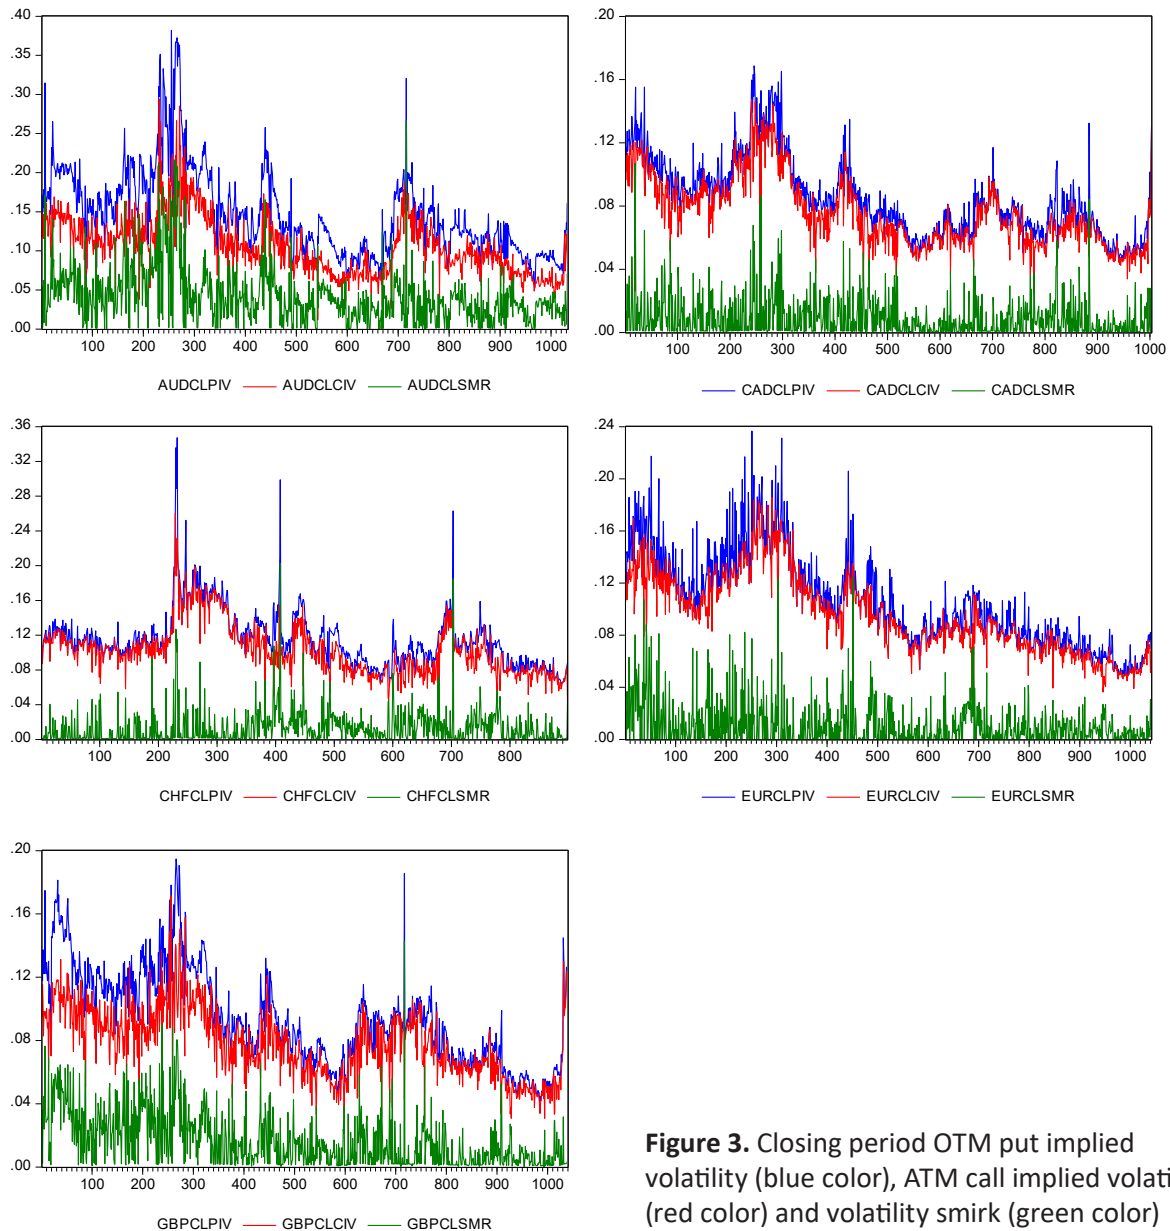 .40
.35
.30
.25
.20
.15
.10
.05
.00
100 200 300 400 500 600 700 800 900 1000
AUDCLPIV AUDCLCIV AUDCLSMR
.20
.16
.12
.08
.04
.00
100 200 300 400 500 600 700 800 900 1000
CADCLPIV CADCLCIV CADCLSMR
.36
.32
.28
.24
.20
.16
.12
.08
.04
.00
100 200 300 400 500 600 700 800
CHFCLPIV CHFCLCIV CHFCLSMR
.24
.20
.16
.12
.08
.04
.00
100 200 300 400 500 600 700 800 900 1000
EURCLPIV EURCLCIV EURCLSMR
.20
.16
.12
.08
.04
.00
100 200 300 400 500 600 700 800 900 1000
GBPCLPIV GBPCLCIV GBPCLSMR
Figure 3. Closing period OTM put implied
volatility (blue color), ATM call implied volati
(red color) and volatility smirk (green color)